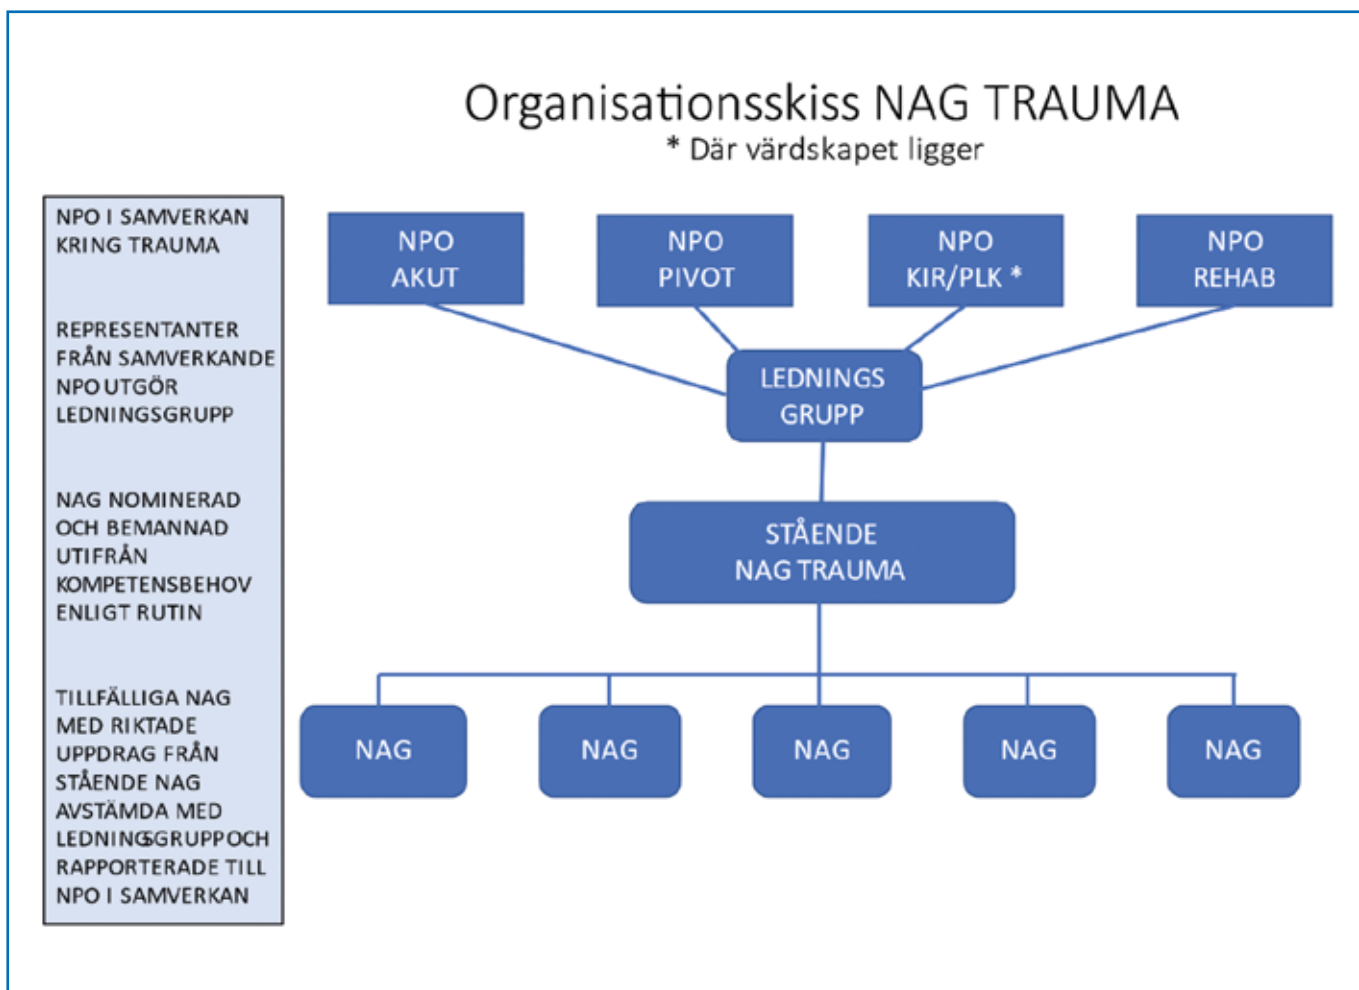 Organisationsskiss NAG TRAUMA
* Där värdskapet ligger
NPO I SAMVERKAN
KRING TRAUMA
REPRESENTANTER
FRÅN SAMVERKANDE
NPO UTGÖR
LEDNINGSGRUPP
NAG NOMINERAD
OCH BEMANNAD
UTIFRÅN
KOMPETENSBEHOV
ENLIGT RUTIN
TILLFÄLLIGA NAG
MED RIKTADE
UPPDRAG FRÅN
STÅENDE NAG
AVSTÄMDA MED
LEDNINGSGRUPP OCH
RAPPORTERADE TILL
NPO I SAMVERKAN
NPO
AKUT
NPO
PIVOT
NPO
KIR/PLK *
NPO
REHAB
LEDNINGS
GRUPP
STÅENDE
NAG TRAUMA
NAG
NAG
NAG
NAG
NAG